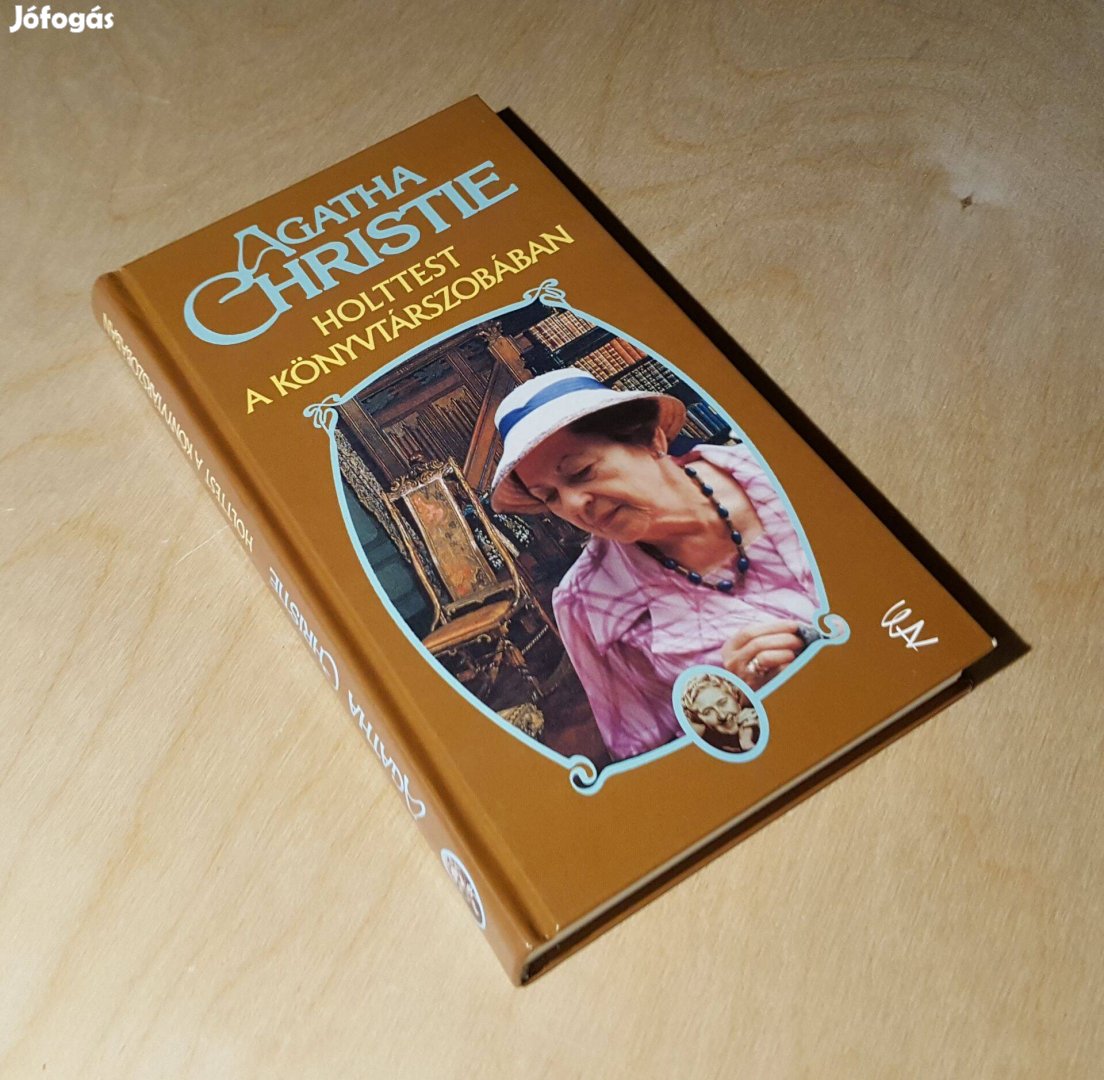 Jófogás
AGATHA
CHRISTIE
HOLTTEST
A KÖNYVTÁRSZOBÁBAN
AGATHA CHRISTIE HOLTTEST A KÖNYVTÁRSZOBÁBAN